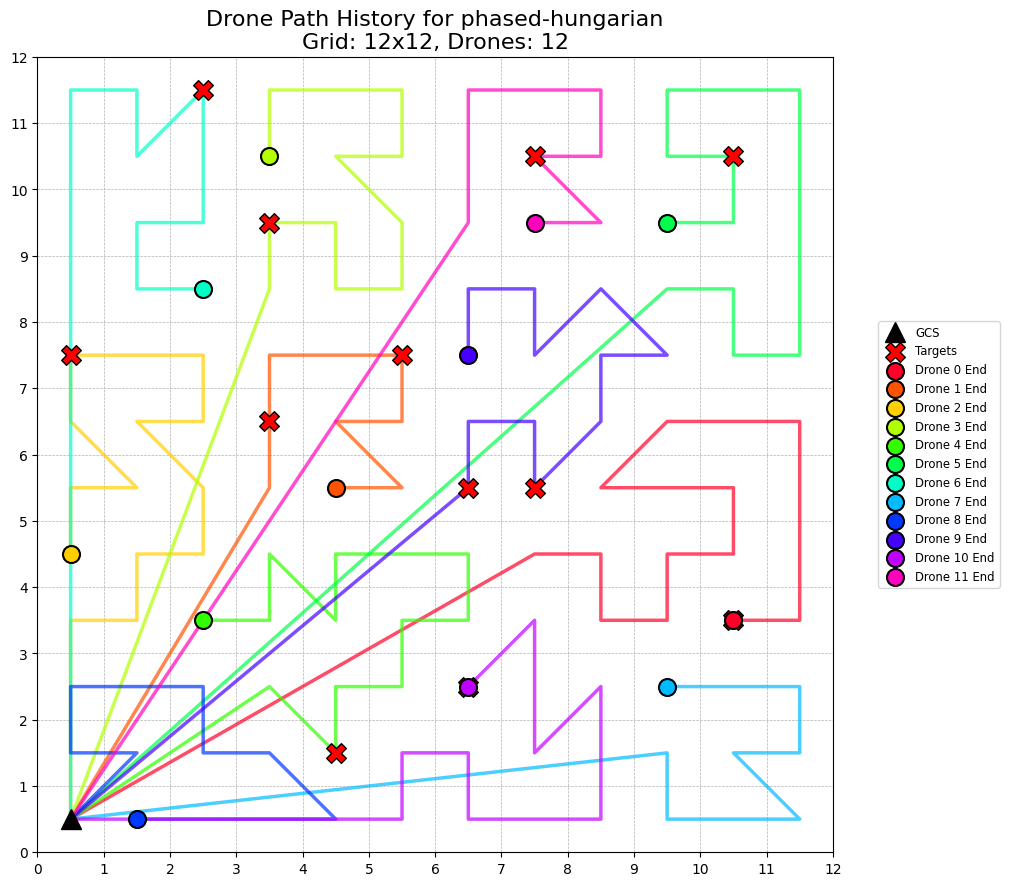 Drone Path History for phased-hungarian
Grid: 12x12, Drones: 12
12
11
10
9
8
7
6
5
4
3
2
1
0
0 1 2 3 4 5 6 7 8 9 10 11 12
GCS
Targets
Drone 0 End
Drone 1 End
Drone 2 End
Drone 3 End
Drone 4 End
Drone 5 End
Drone 6 End
Drone 7 End
Drone 8 End
Drone 9 End
Drone 10 End
Drone 11 End